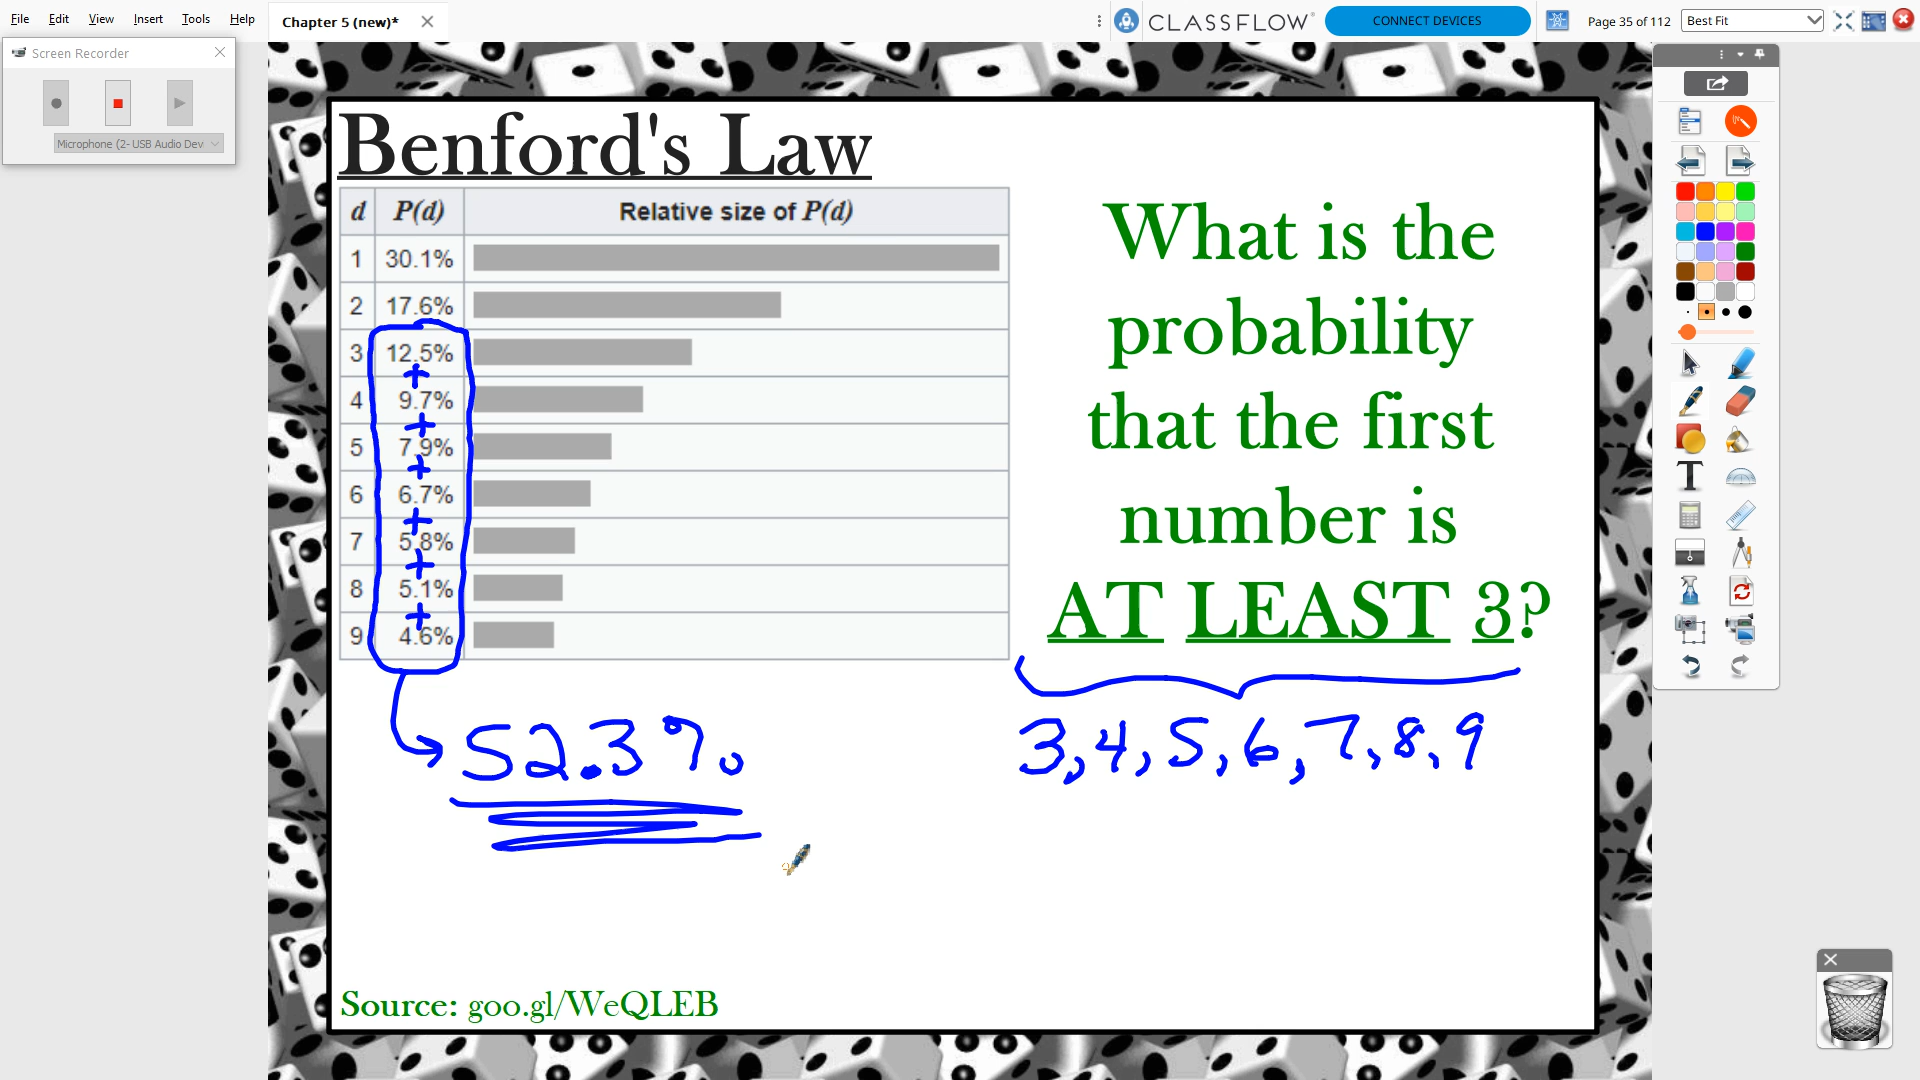 File Edit View Insert Tools Help
Chapter 5 (new)*
CLASSFLOW
CONNECT DEVICES
Page 35 of 112
Best Fit
Screen Recorder
Microphone (2- USB Audio Devi
Benford's Law
d P(d) Relative size of P(d)
1 30.1%
2 17.6%
3 12.5%
+
4 9.7%
+
5 7.9%
+
6 6.7%
+
7 5.8%
+
8 5.1%
+
9 4.6%
52.3%
What is the
probability
that the first
number is
AT LEAST 3?
3,4,5,6,7,8,9
Source: goo.gl/WeQLEB